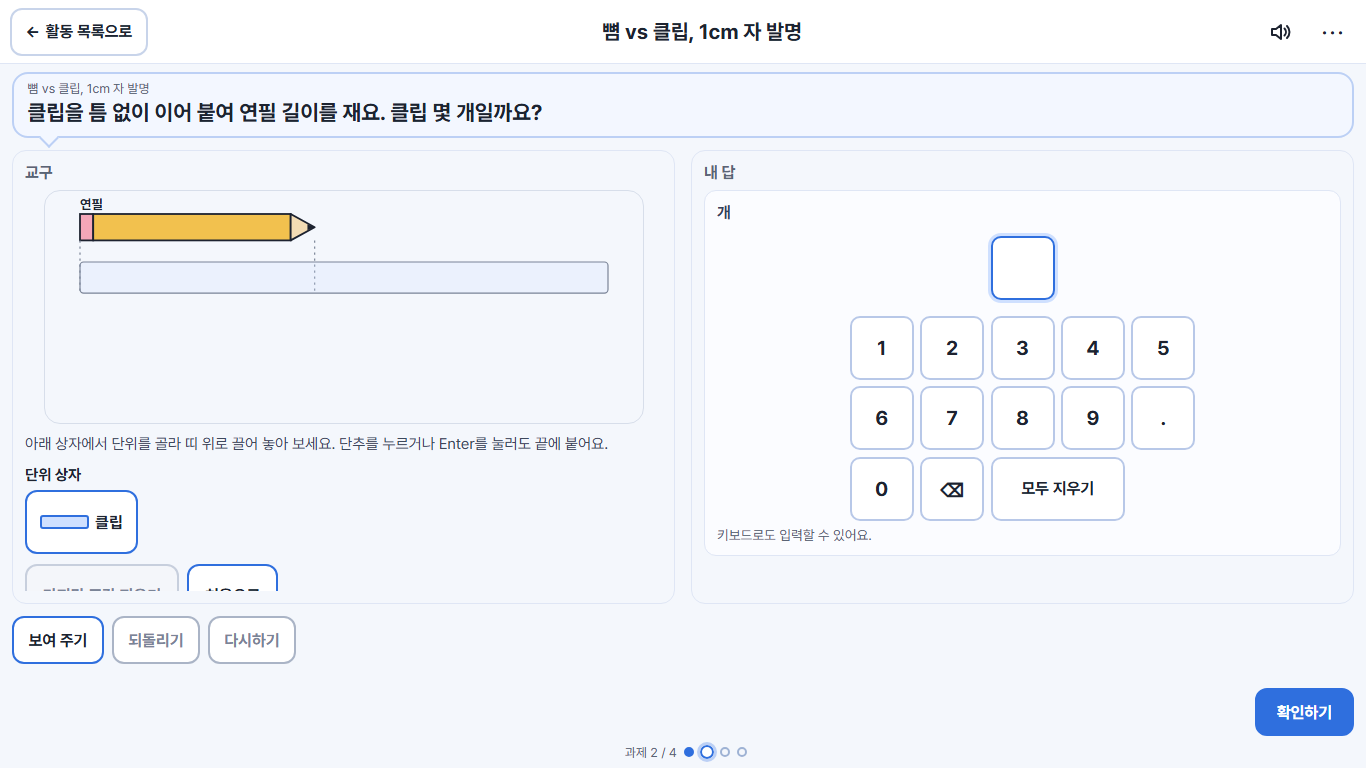 ← 활동 목록으로
뼘 vs 클립, 1cm 자 발명
뼘 vs 클립, 1cm 자 발명
클립을 틈 없이 이어 붙여 연필 길이를 재요. 클립 몇 개일까요?
교구
연필
아래 상자에서 단위를 골라 띠 위로 끌어 놓아 보세요. 단추를 누르거나 Enter를 눌러도 끝에 붙어요.
단위 상자
클립
보여 주기
되돌리기
다시하기
내 답
개
1 2 3 4 5
6 7 8 9 .
0 ⌫ 모두 지우기
키보드로도 입력할 수 있어요.
확인하기
과제 2 / 4